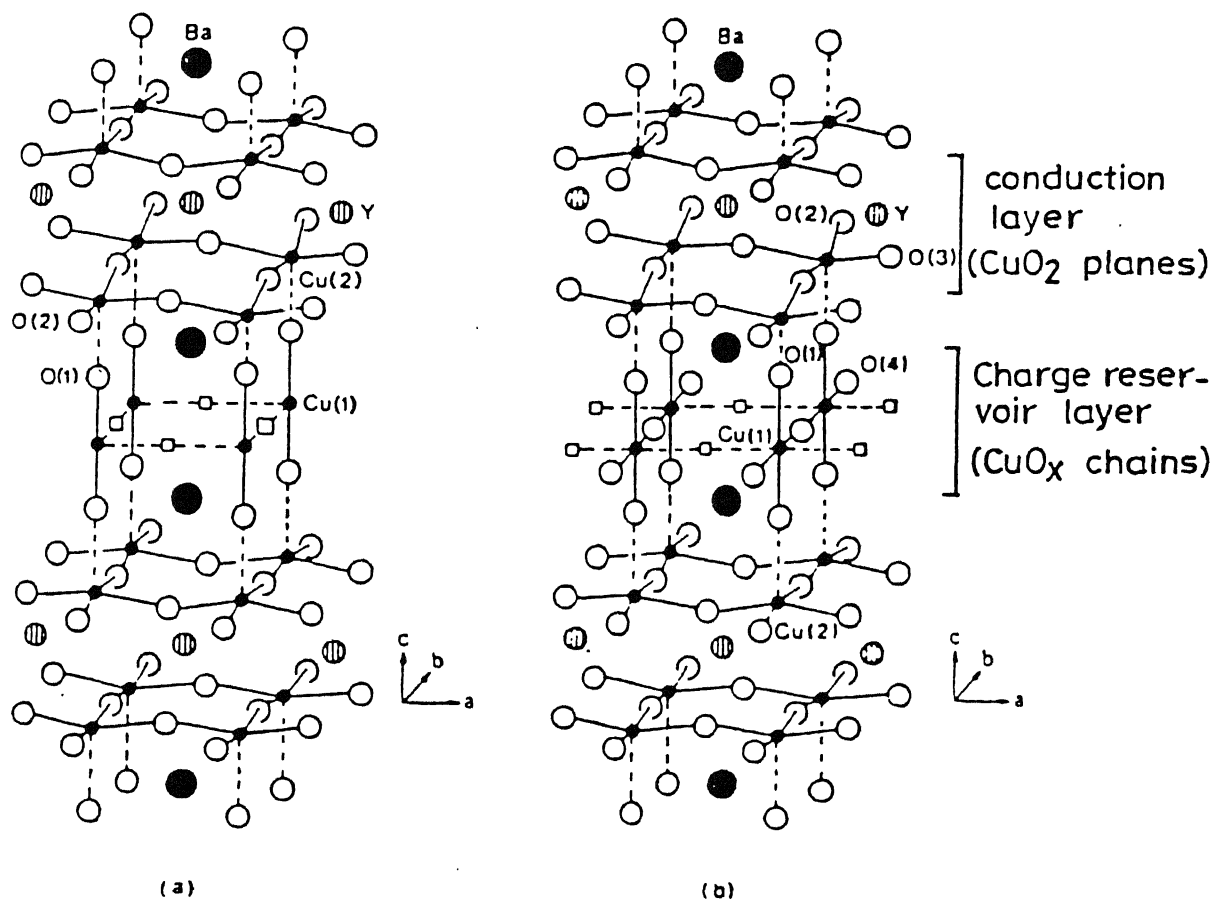 Ba
Y
Cu(2)
O(2)
O(1)
Cu(1)
c
b
a
(a)
Ba
O(2)
Y
O(3)
O(1)
O(4)
Cu(1)
Cu(2)
c
b
a
(b)
conduction
layer
(CuO₂ planes)
Charge reser-
voir layer
(CuOₓ chains)